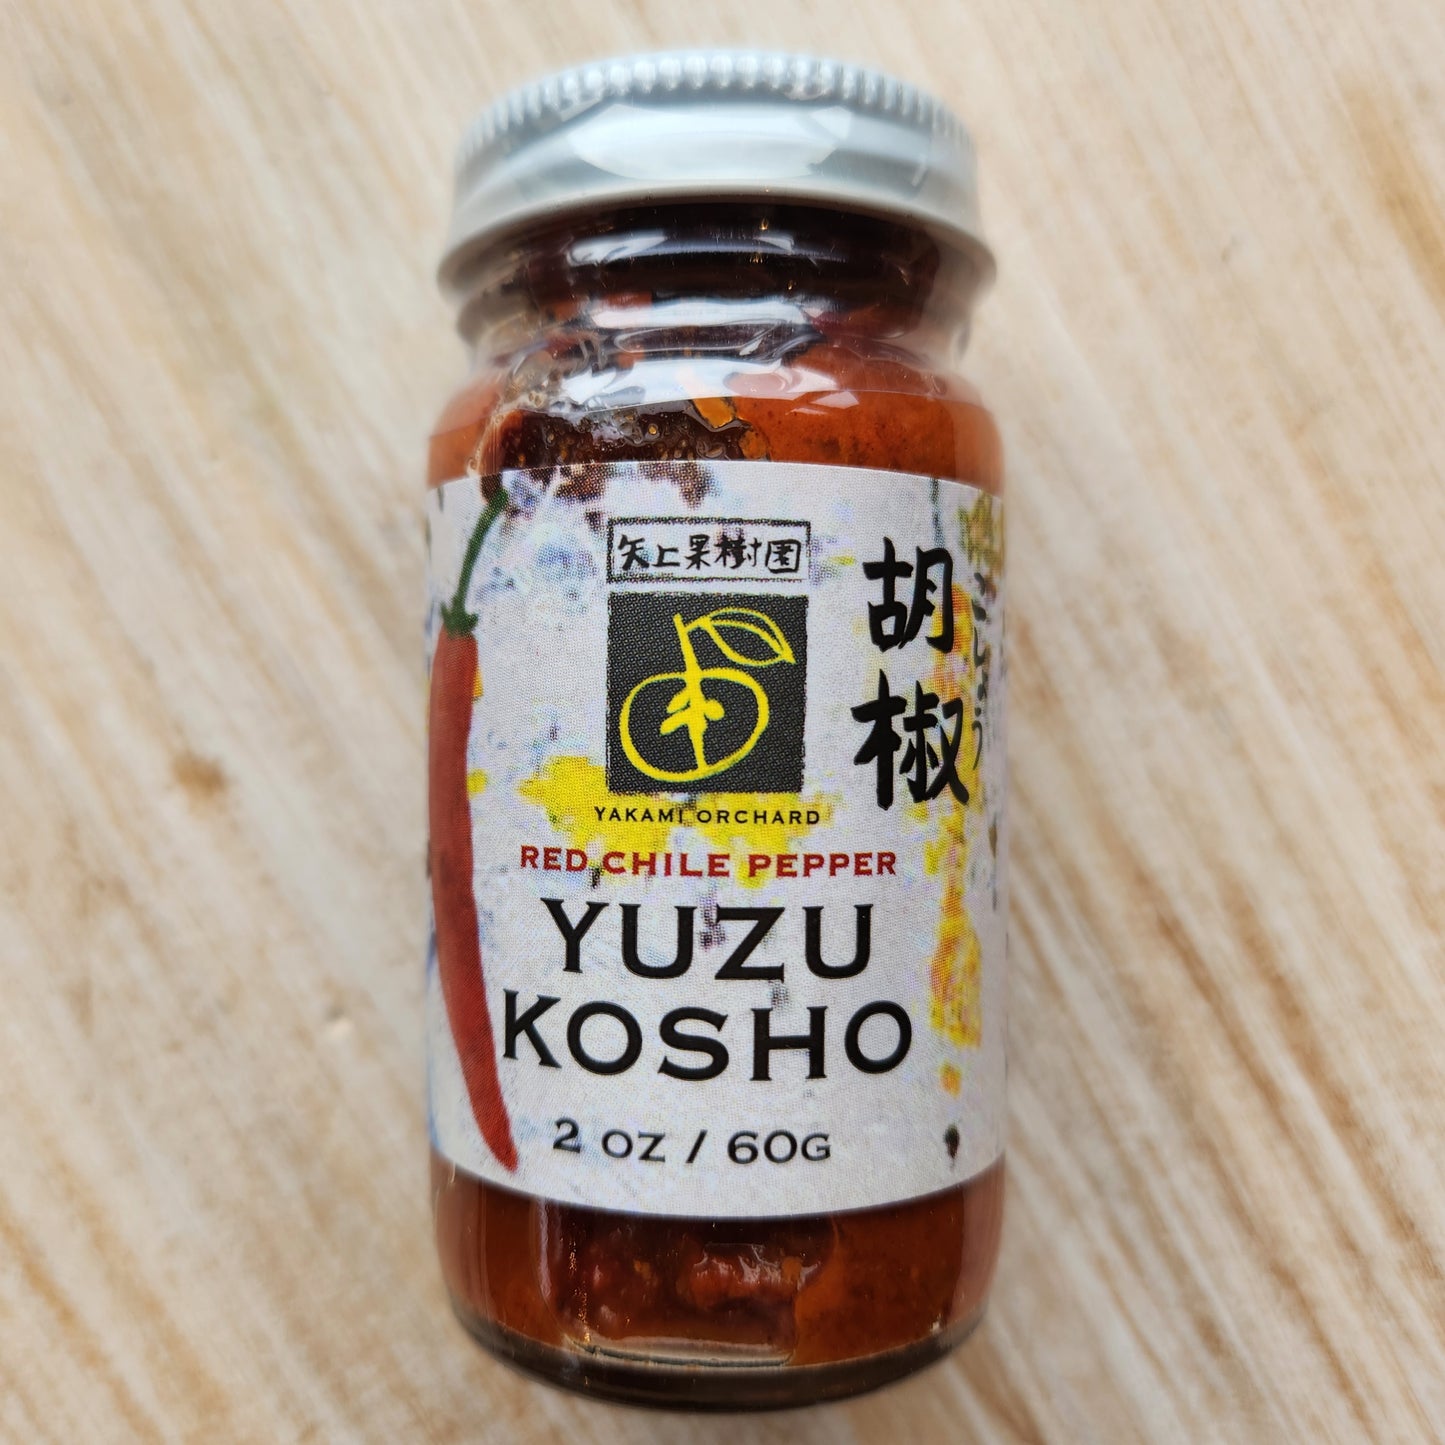 矢上果樹園
胡椒
こしょう
YAKAMI ORCHARD
RED CHILE PEPPER
YUZU
KOSHO
2 OZ / 60G